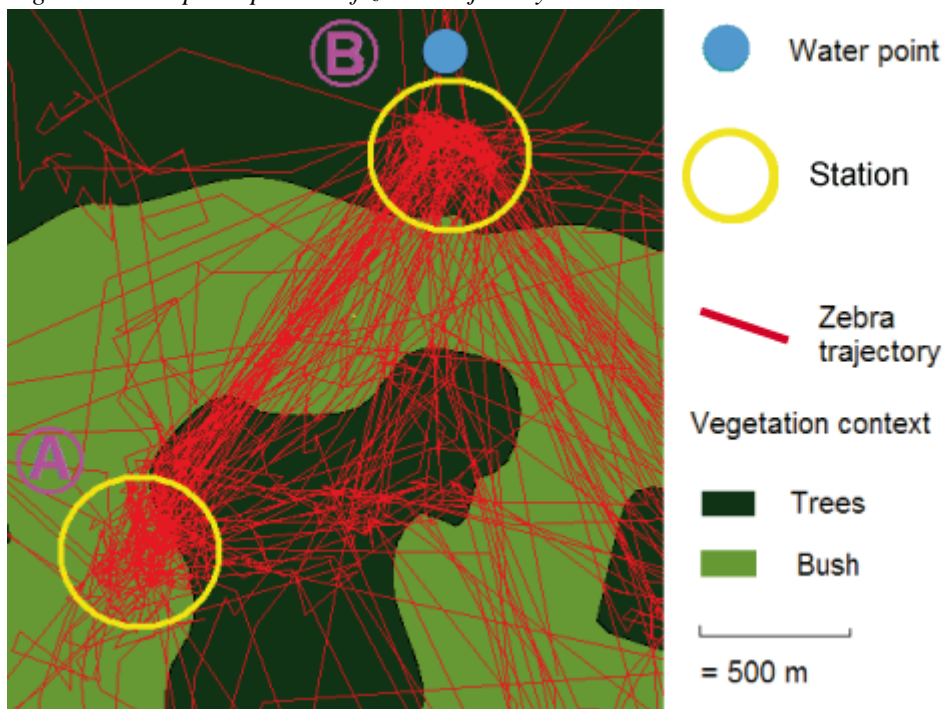 B
Water point
Station
Zebra
trajectory
Vegetation context
A
Trees
Bush
= 500 m